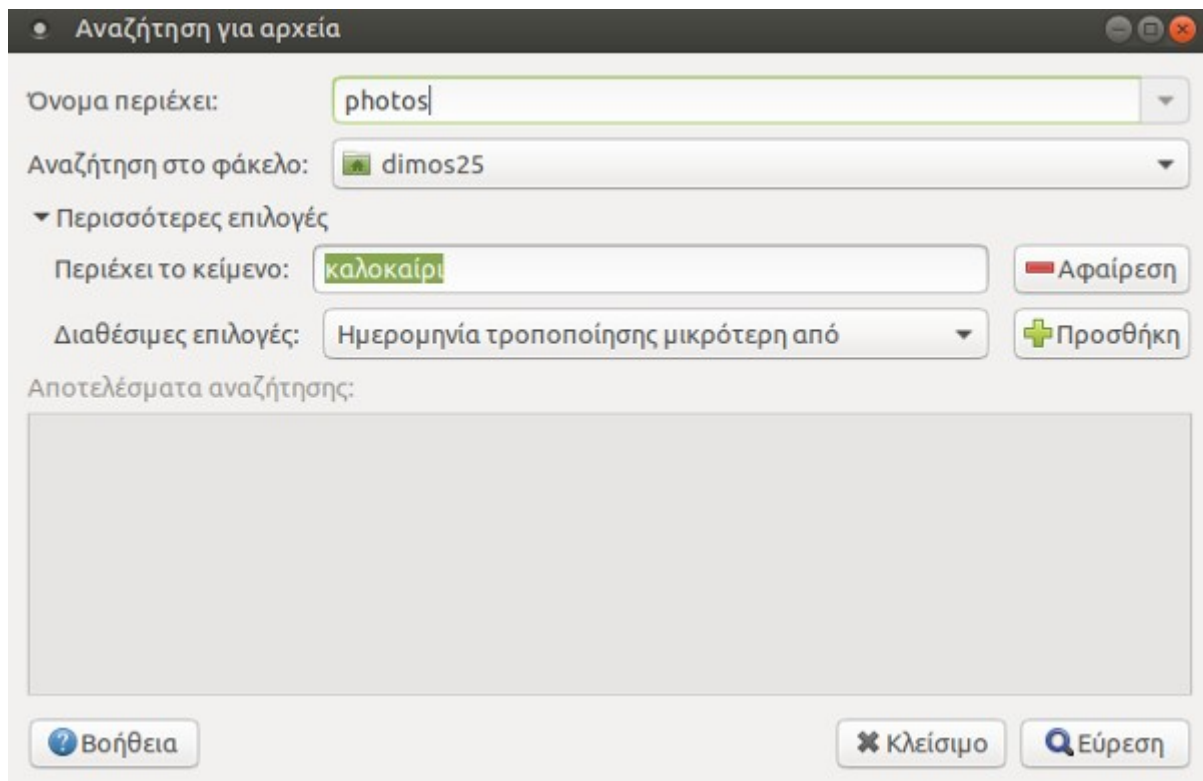 Αναζήτηση για αρχεία
Όνομα περιέχει: photos
Αναζήτηση στο φάκελο: dimos25
Περισσότερες επιλογές
Περιέχει το κείμενο: καλοκαίρι Αφαίρεση
Διαθέσιμες επιλογές: Ημερομηνία τροποποίησης μικρότερη από Προσθήκη
Αποτελέσματα αναζήτησης:
Βοήθεια Κλείσιμο Εύρεση